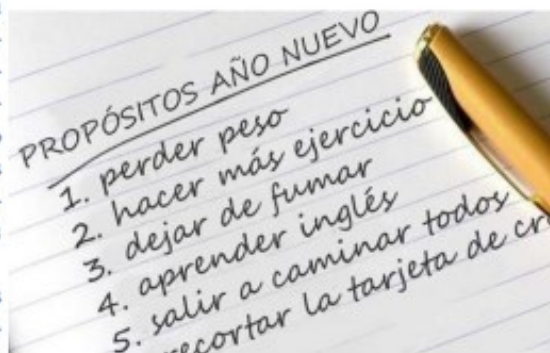 PROPÓSITOS AÑO NUEVO
1. perder peso
2. hacer más ejercicio
3. dejar de fumar
4. aprender inglés
5. salir a caminar todos
recortar la tarjeta de cr